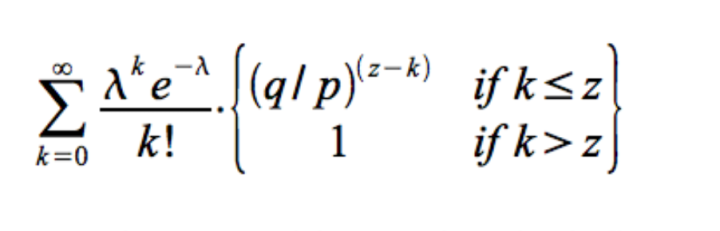 ∞
∑ λ^k e^{-λ} / k! · { (q/p)^{(z-k)} if k ≤ z
k=0 1 if k > z }